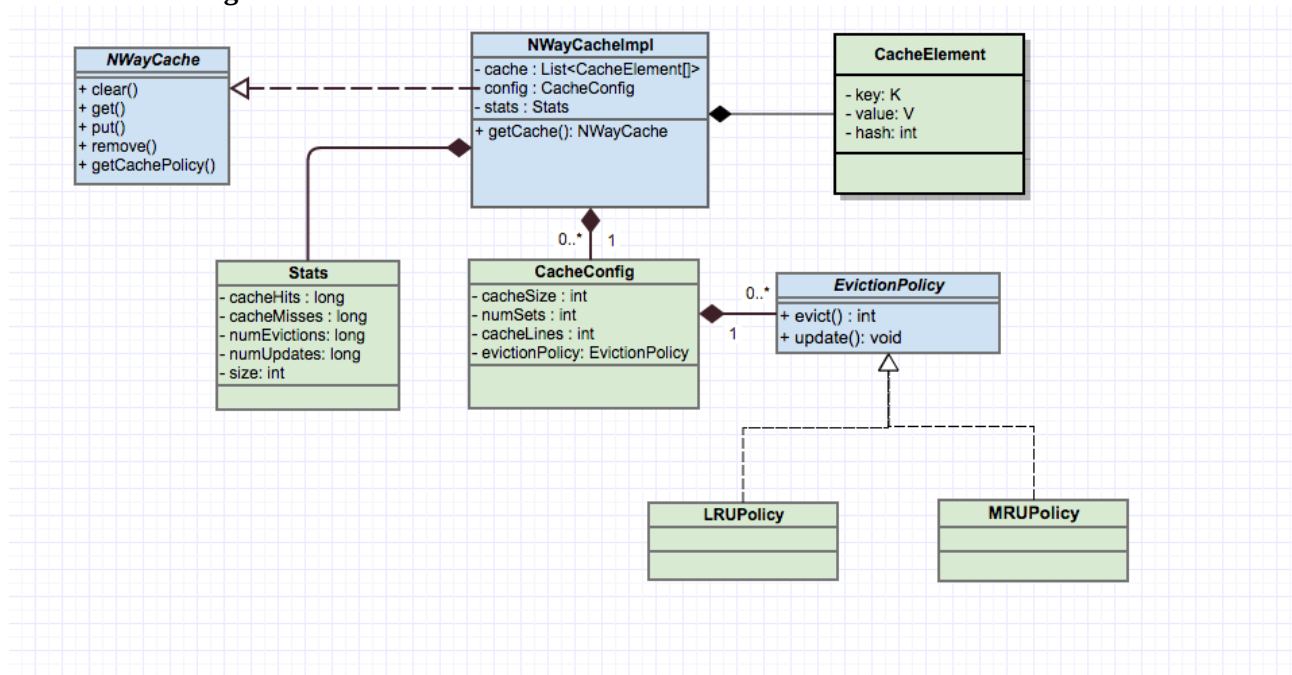 g
NWayCache
+ clear()
+ get()
+ put()
+ remove()
+ getCachePolicy()
NWayCacheImpl
- cache : List<CacheElement[]>
- config : CacheConfig
- stats : Stats
+ getCache(): NWayCache
CacheElement
- key: K
- value: V
- hash: int
0..*
1
Stats
- cacheHits : long
- cacheMisses : long
- numEvictions: long
- numUpdates: long
- size: int
CacheConfig
- cacheSize : int
- numSets : int
- cacheLines : int
- evictionPolicy: EvictionPolicy
0..*
1
EvictionPolicy
+ evict() : int
+ update(): void
LRUPolicy
MRUPolicy